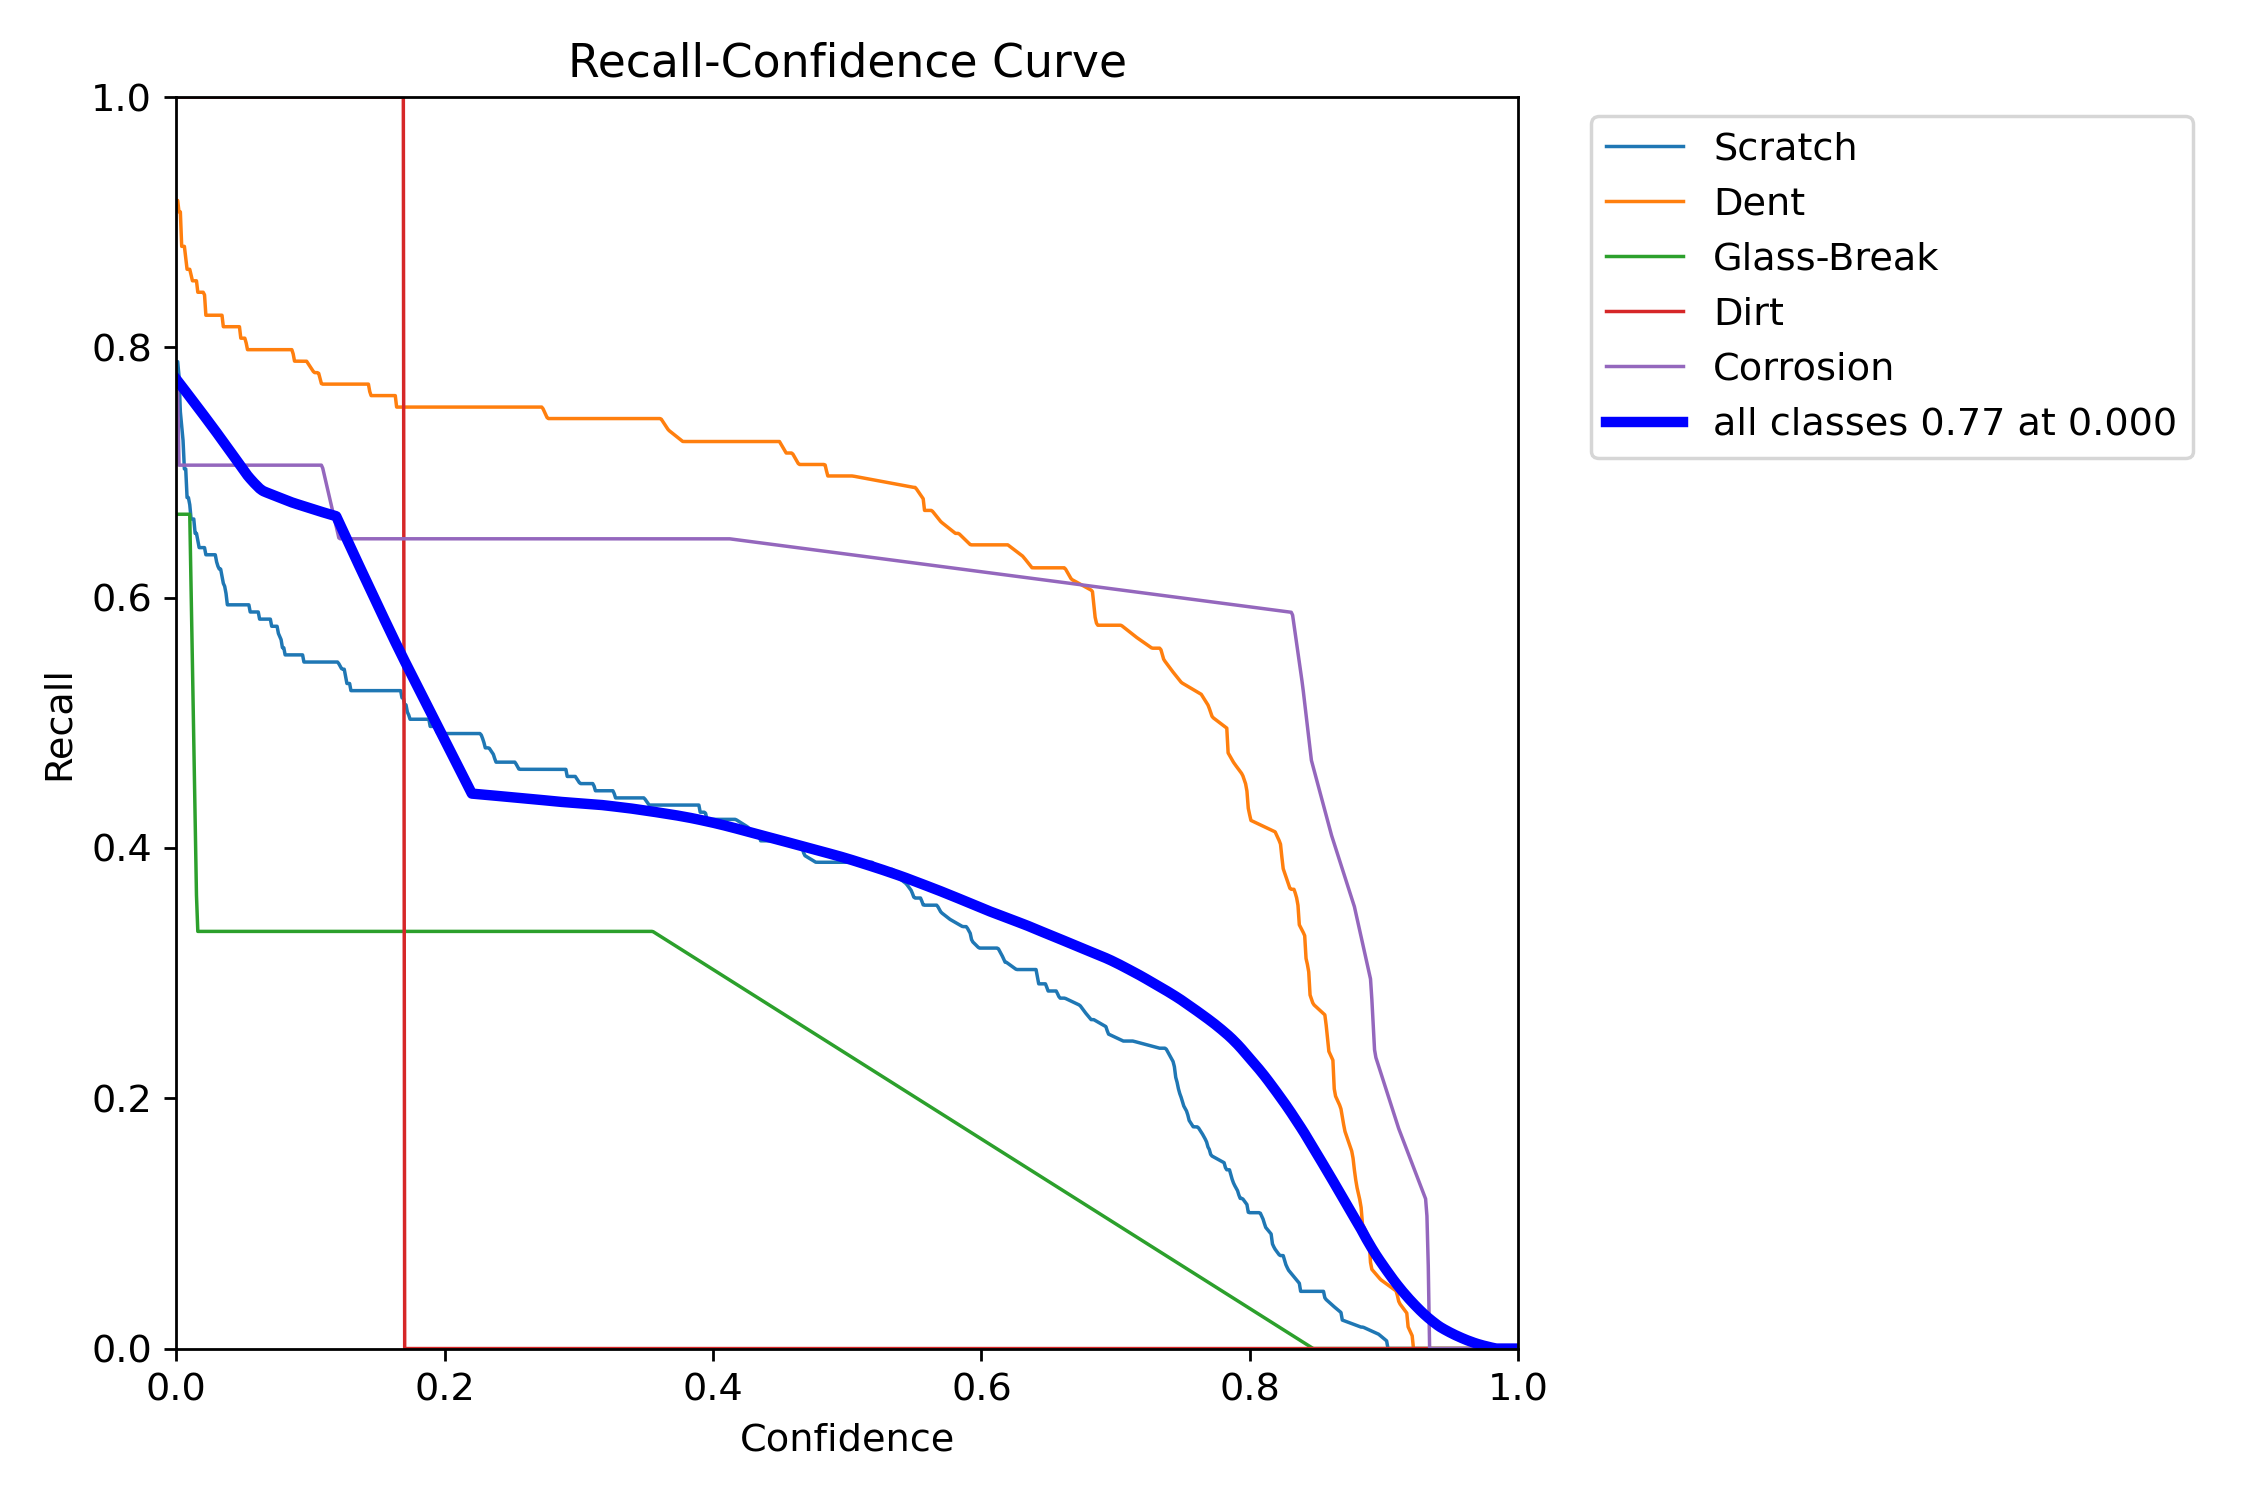 Recall-Confidence Curve
1.0
0.8
0.6
0.4
0.2
0.0
Recall
0.0 0.2 0.4 0.6 0.8 1.0
Confidence
Scratch
Dent
Glass-Break
Dirt
Corrosion
all classes 0.77 at 0.000